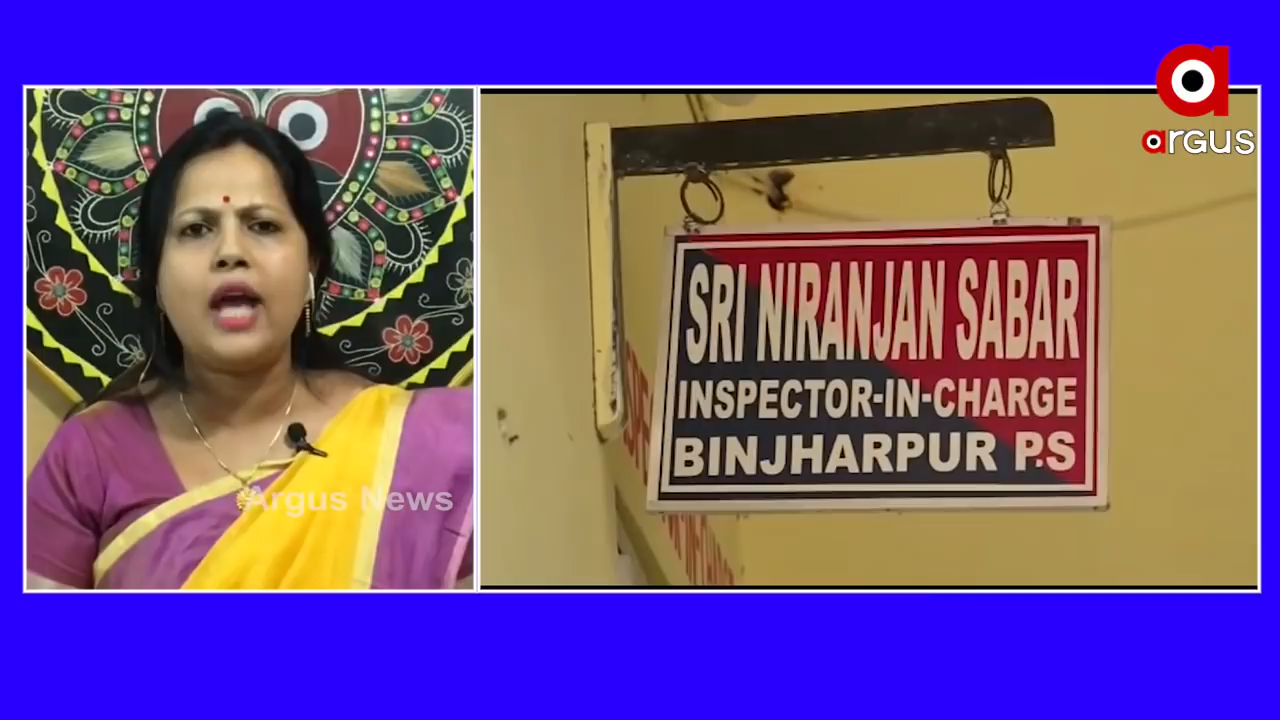 argus
SRI NIRANJAN SABAR
INSPECTOR-IN-CHARGE
BINJHARPUR P.S
Argus News